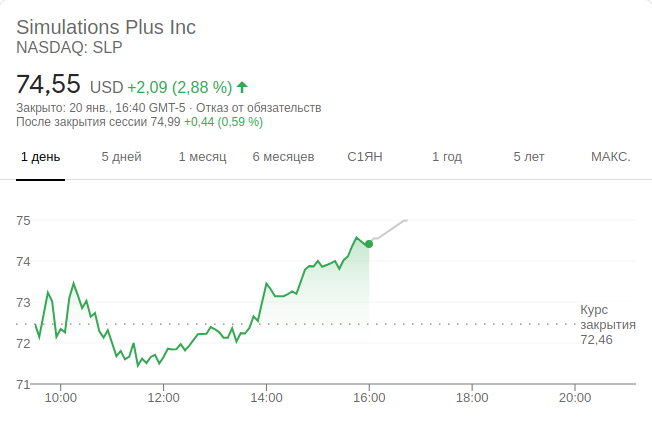 Simulations Plus Inc
NASDAQ: SLP
74,55 USD +2,09 (2,88 %)
Закрыто: 20 янв., 16:40 GMT-5 · Отказ от обязательств
После закрытия сессии 74,99 +0,44 (0,59 %)
1 день 5 дней 1 месяц 6 месяцев С1ЯН 1 год 5 лет МАКС.
75
74
73
Курс
закрытия
72,46
72
71
10:00 12:00 14:00 16:00 18:00 20:00